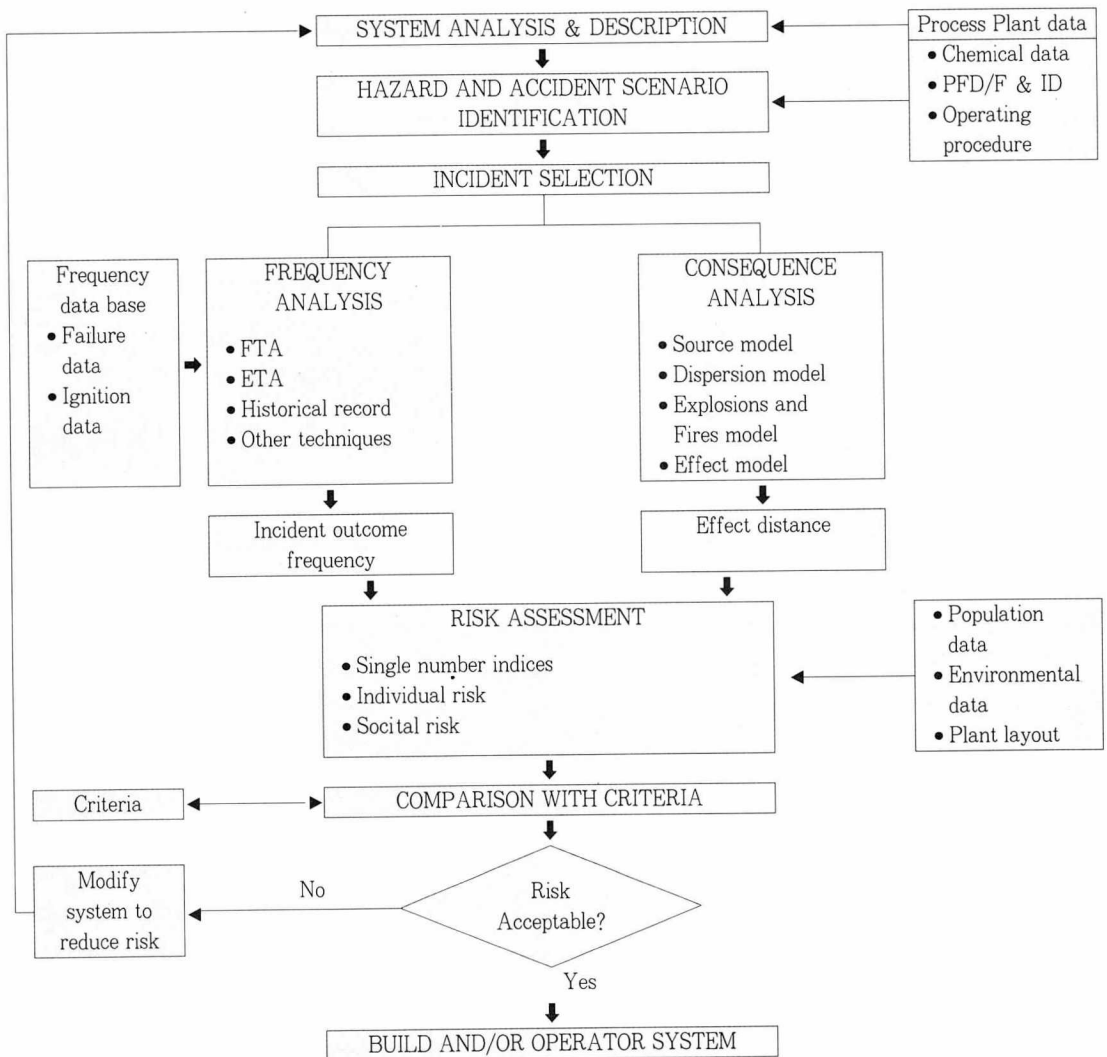 SYSTEM ANALYSIS & DESCRIPTION
Process Plant data
• Chemical data
• PFD/F & ID
• Operating
procedure
HAZARD AND ACCIDENT SCENARIO
IDENTIFICATION
INCIDENT SELECTION
Frequency
data base
• Failure
data
• Ignition
data
FREQUENCY
ANALYSIS
• FTA
• ETA
• Historical record
• Other techniques
CONSEQUENCE
ANALYSIS
• Source model
• Dispersion model
• Explosions and
Fires model
• Effect model
Incident outcome
frequency
Effect distance
RISK ASSESSMENT
• Single number indices
• Individual risk
• Socital risk
• Population
data
• Environmental
data
• Plant layout
Criteria
COMPARISON WITH CRITERIA
Modify
system to
reduce risk
No
Risk
Acceptable?
Yes
BUILD AND/OR OPERATOR SYSTEM